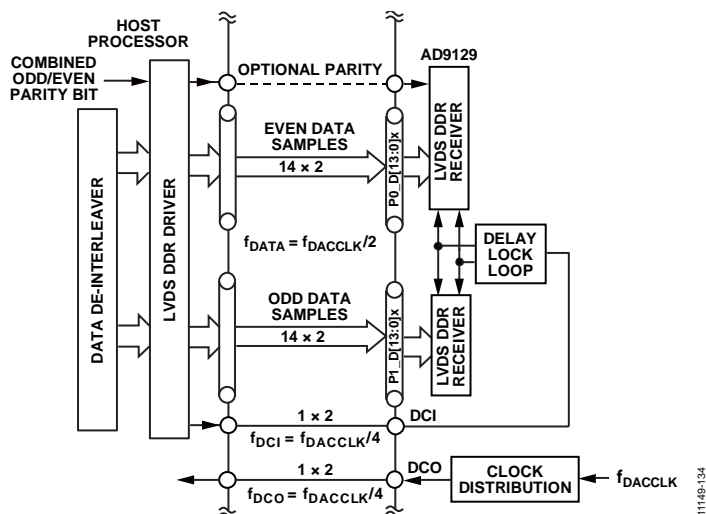 HOST
PROCESSOR
AD9129
COMBINED
ODD/EVEN
PARITY BIT
OPTIONAL PARITY
DATA DE-INTERLEAVER
LVDS DDR DRIVER
EVEN DATA
SAMPLES
14 × 2
P0_D[13:0]x
LVDS DDR
RECEIVER
fDATA = fDACCLK/2
DELAY
LOCK
LOOP
ODD DATA
SAMPLES
14 × 2
P1_D[13:0]x
LVDS DDR
RECEIVER
1 × 2
DCI
fDCI = fDACCLK/4
1 × 2
DCO
fDCO = fDACCLK/4
CLOCK
DISTRIBUTION
fDACCLK
11149-134